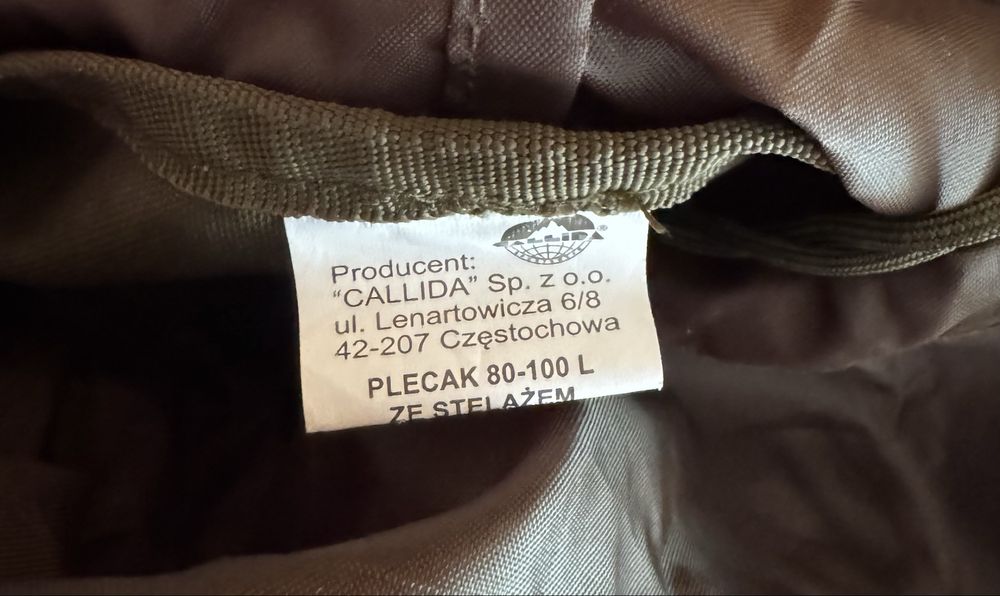 CALLIDA®
Producent:
“CALLIDA” Sp. z o.o.
ul. Lenartowicza 6/8
42-207 Częstochowa
PLECAK 80-100 L
ZE STELAŻEM